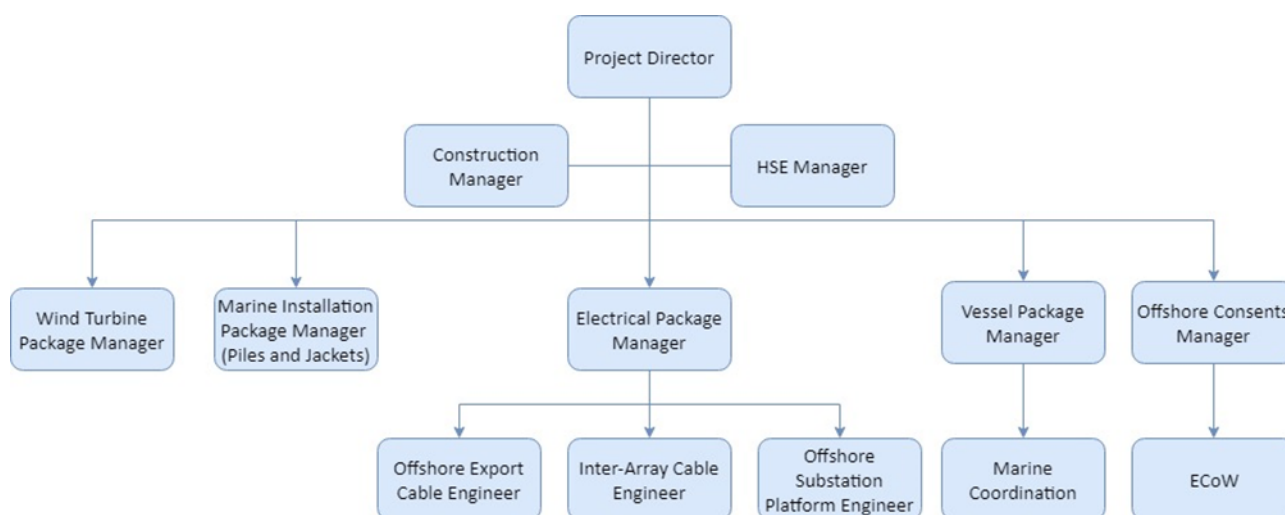 Project Director
Construction
Manager
HSE Manager
Wind Turbine
Package Manager
Marine Installation
Package Manager
(Piles and Jackets)
Electrical Package
Manager
Vessel Package
Manager
Offshore Consents
Manager
Offshore Export
Cable Engineer
Inter-Array Cable
Engineer
Offshore
Substation
Platform Engineer
Marine
Coordination
ECoW